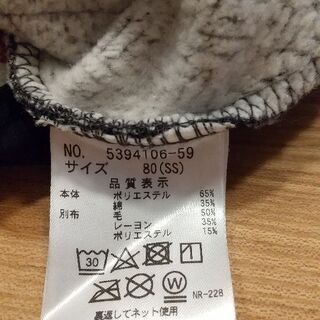 NO. 5394106-59
サイズ 80(SS)
品質表示
本体 ポリエステル 65%
綿 35%
別布 毛 50%
レーヨン 35%
ポリエステル 15%
30
W
NR-228
裏返してネット使用